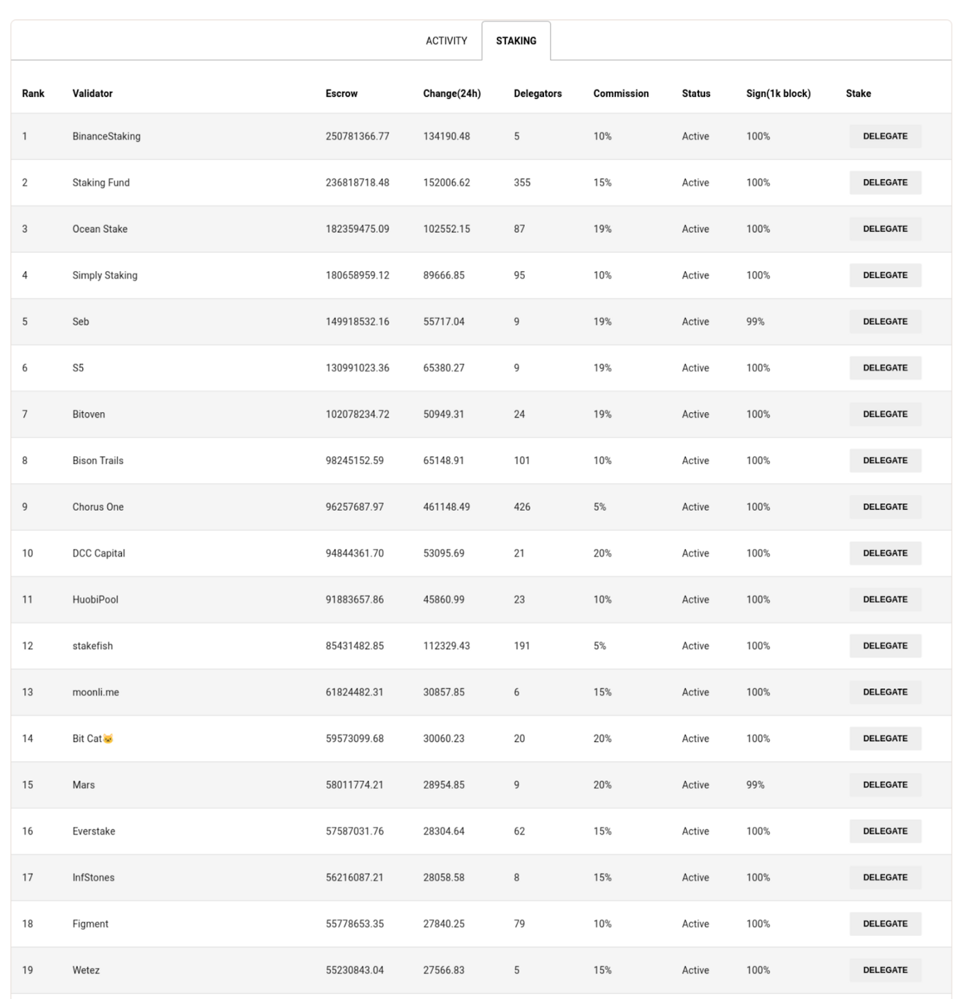 ACTIVITY STAKING
Rank Validator Escrow Change(24h) Delegators Commission Status Sign(1k block) Stake
1 BinanceStaking 250781366.77 134190.48 5 10% Active 100% DELEGATE
2 Staking Fund 236818718.48 152006.62 355 15% Active 100% DELEGATE
3 Ocean Stake 182359475.09 102552.15 87 19% Active 100% DELEGATE
4 Simply Staking 180658959.12 89666.85 95 10% Active 100% DELEGATE
5 Seb 149918532.16 55717.04 9 19% Active 99% DELEGATE
6 S5 130991023.36 65380.27 9 19% Active 100% DELEGATE
7 Bitoven 102078234.72 50949.31 24 19% Active 100% DELEGATE
8 Bison Trails 98245152.59 65148.91 101 10% Active 100% DELEGATE
9 Chorus One 96257687.97 461148.49 426 5% Active 100% DELEGATE
10 DCC Capital 94844361.70 53095.69 21 20% Active 100% DELEGATE
11 HuobiPool 91883657.86 45860.99 23 10% Active 100% DELEGATE
12 stakefish 85431482.85 112329.43 191 5% Active 100% DELEGATE
13 moonli.me 61824482.31 30857.85 6 15% Active 100% DELEGATE
14 Bit Cat🐱 59573099.68 30060.23 20 20% Active 100% DELEGATE
15 Mars 58011774.21 28954.85 9 20% Active 99% DELEGATE
16 Everstake 57587031.76 28304.64 62 15% Active 100% DELEGATE
17 InfStones 56216087.21 28058.58 8 15% Active 100% DELEGATE
18 Figment 55778653.35 27840.25 79 10% Active 100% DELEGATE
19 Wetez 55230843.04 27566.83 5 15% Active 100% DELEGATE